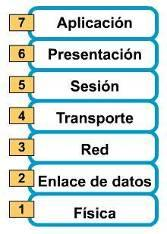 7 Aplicación
6 Presentación
5 Sesión
4 Transporte
3 Red
2 Enlace de datos
1 Física